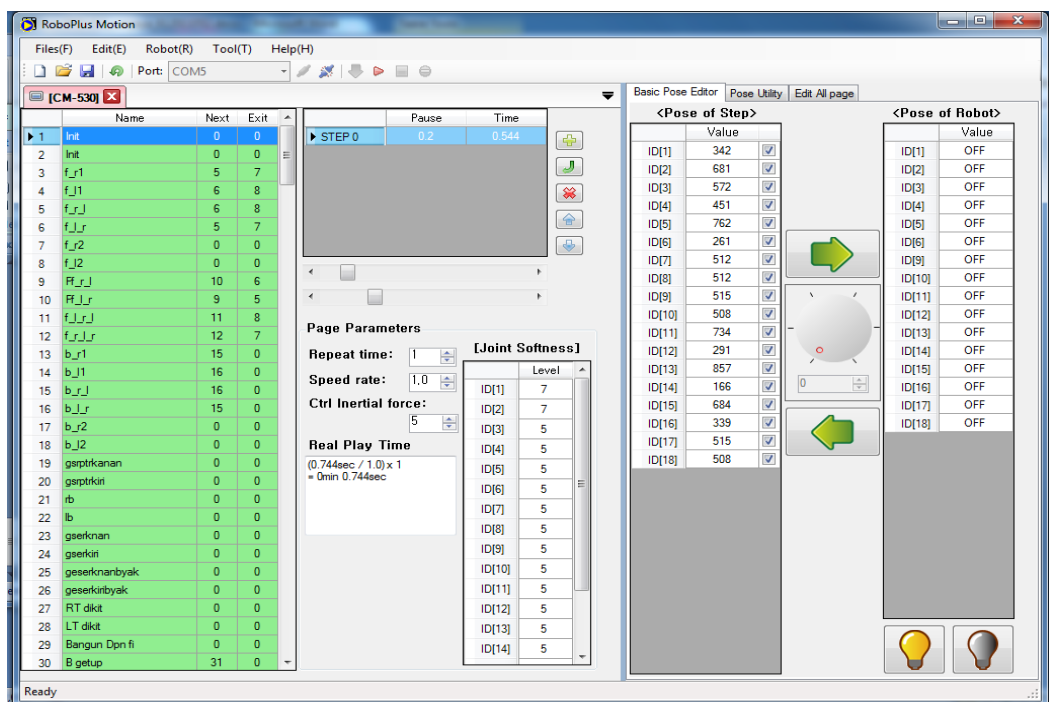 RoboPlus Motion
Files(F) Edit(E) Robot(R) Tool(T) Help(H)
Port: COM5
[CM-530]
Name Next Exit
1 Init 0 0
2 Init 0 0
3 f_r1 5 7
4 f_l1 6 8
5 f_r_l 6 8
6 f_l_r 5 7
7 f_r2 0 0
8 f_l2 0 0
9 Ff_r_l 10 6
10 Ff_l_r 9 5
11 f_l_r_l 11 8
12 f_r_l_r 12 7
13 b_r1 15 0
14 b_l1 16 0
15 b_r_l 16 0
16 b_l_r 15 0
17 b_r2 0 0
18 b_l2 0 0
19 gsrptrkanan 0 0
20 gsrptrkiri 0 0
21 rb 0 0
22 lb 0 0
23 gserknan 0 0
24 gserkiri 0 0
25 geserknanbyak 0 0
26 geserkiribyak 0 0
27 RT dikit 0 0
28 LT dikit 0 0
29 Bangun Dpn fi 0 0
30 B getup 31 0
Pause Time
STEP 0 0.2 0.544
Page Parameters
Repeat time: 1
Speed rate: 1,0
Ctrl Inertial force:
5
Real Play Time
(0.744sec / 1.0) x 1
= 0min 0.744sec
[Joint Softness]
Level
ID[1] 7
ID[2] 7
ID[3] 5
ID[4] 5
ID[5] 5
ID[6] 5
ID[7] 5
ID[8] 5
ID[9] 5
ID[10] 5
ID[11] 5
ID[12] 5
ID[13] 5
ID[14] 5
Basic Pose Editor Pose Utility Edit All page
<Pose of Step>
Value
ID[1] 342
ID[2] 681
ID[3] 572
ID[4] 451
ID[5] 762
ID[6] 261
ID[7] 512
ID[8] 512
ID[9] 515
ID[10] 508
ID[11] 734
ID[12] 291
ID[13] 857
ID[14] 166
ID[15] 684
ID[16] 339
ID[17] 515
ID[18] 508
0
<Pose of Robot>
Value
ID[1] OFF
ID[2] OFF
ID[3] OFF
ID[4] OFF
ID[5] OFF
ID[6] OFF
ID[9] OFF
ID[10] OFF
ID[11] OFF
ID[12] OFF
ID[13] OFF
ID[14] OFF
ID[15] OFF
ID[16] OFF
ID[17] OFF
ID[18] OFF
Ready